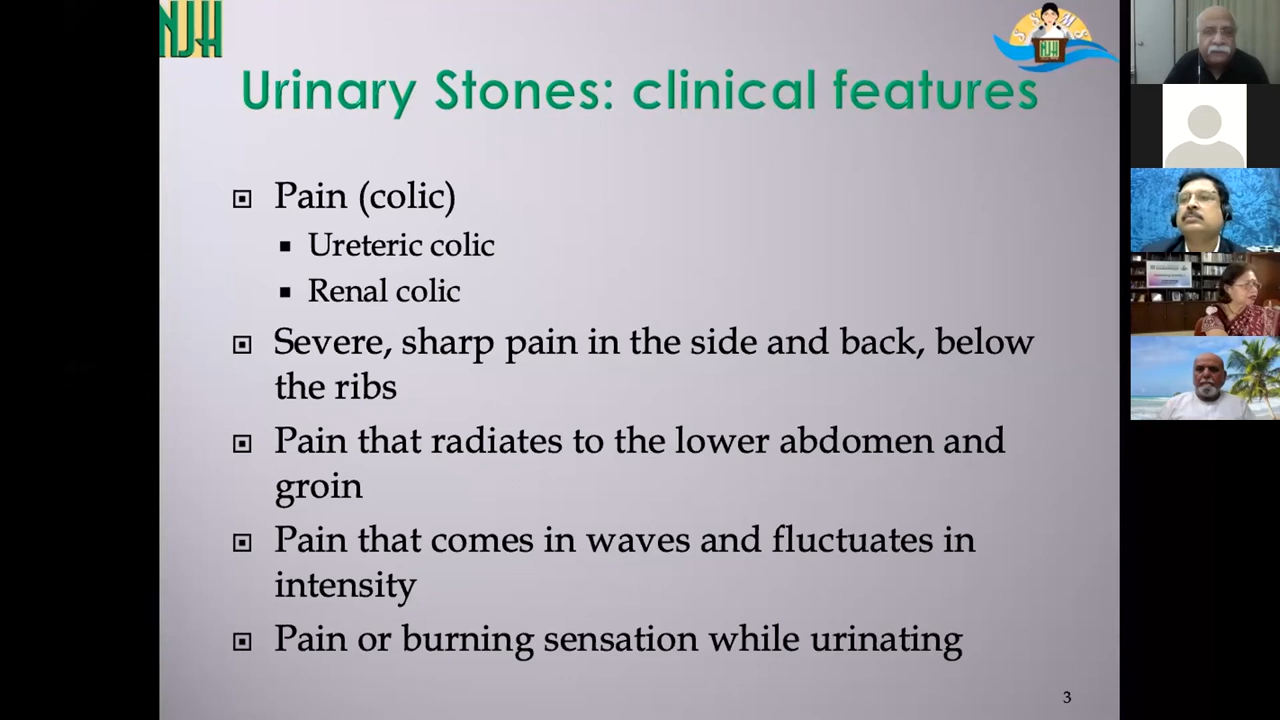 NJH
S S M S
NJH
Urinary Stones: clinical features
Pain (colic)
Ureteric colic
Renal colic
Severe, sharp pain in the side and back, below
the ribs
Pain that radiates to the lower abdomen and
groin
Pain that comes in waves and fluctuates in
intensity
Pain or burning sensation while urinating
3